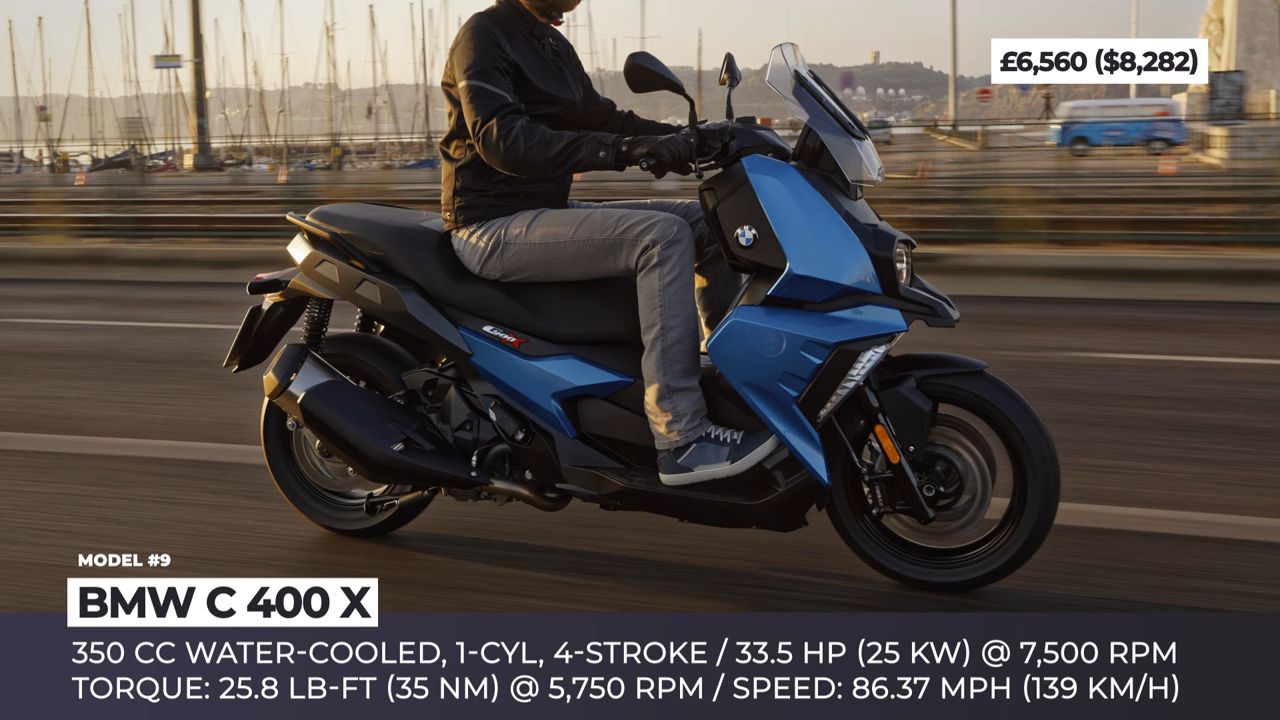 £6,560 ($8,282)
C400X
MODEL #9
BMW C 400 X
350 CC WATER-COOLED, 1-CYL, 4-STROKE / 33.5 HP (25 KW) @ 7,500 RPM
TORQUE: 25.8 LB-FT (35 NM) @ 5,750 RPM / SPEED: 86.37 MPH (139 KM/H)